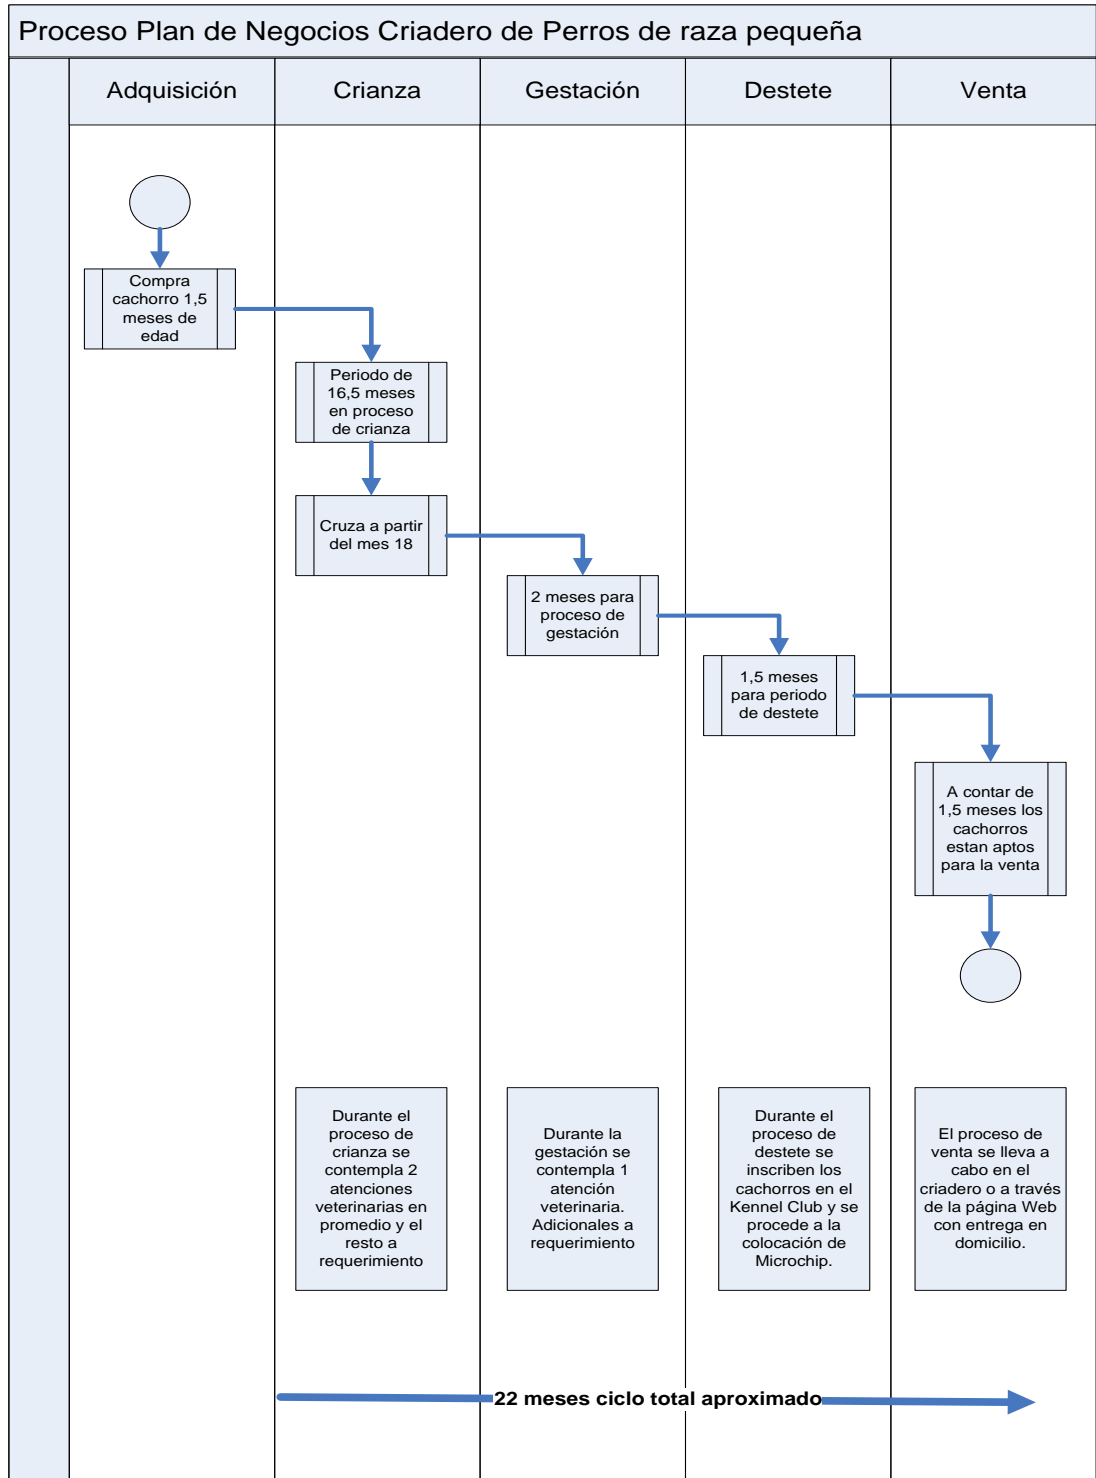 Proceso Plan de Negocios Criadero de Perros de raza pequeña
Adquisición
Crianza
Gestación
Destete
Venta
Compra
cachorro 1,5
meses de
edad
Periodo de
16,5 meses
en proceso
de crianza
Cruza a partir
del mes 18
2 meses para
proceso de
gestación
1,5 meses
para periodo
de destete
A contar de
1,5 meses los
cachorros
estan aptos
para la venta
Durante el
proceso de
crianza se
contempla 2
atenciones
veterinarias en
promedio y el
resto a
requerimiento
Durante la
gestación se
contempla 1
atención
veterinaria.
Adicionales a
requerimiento
Durante el
proceso de
destete se
inscriben los
cachorros en el
Kennel Club y se
procede a la
colocación de
Microchip.
El proceso de
venta se lleva a
cabo en el
criadero o a través
de la página Web
con entrega en
domicilio.
22 meses ciclo total aproximado